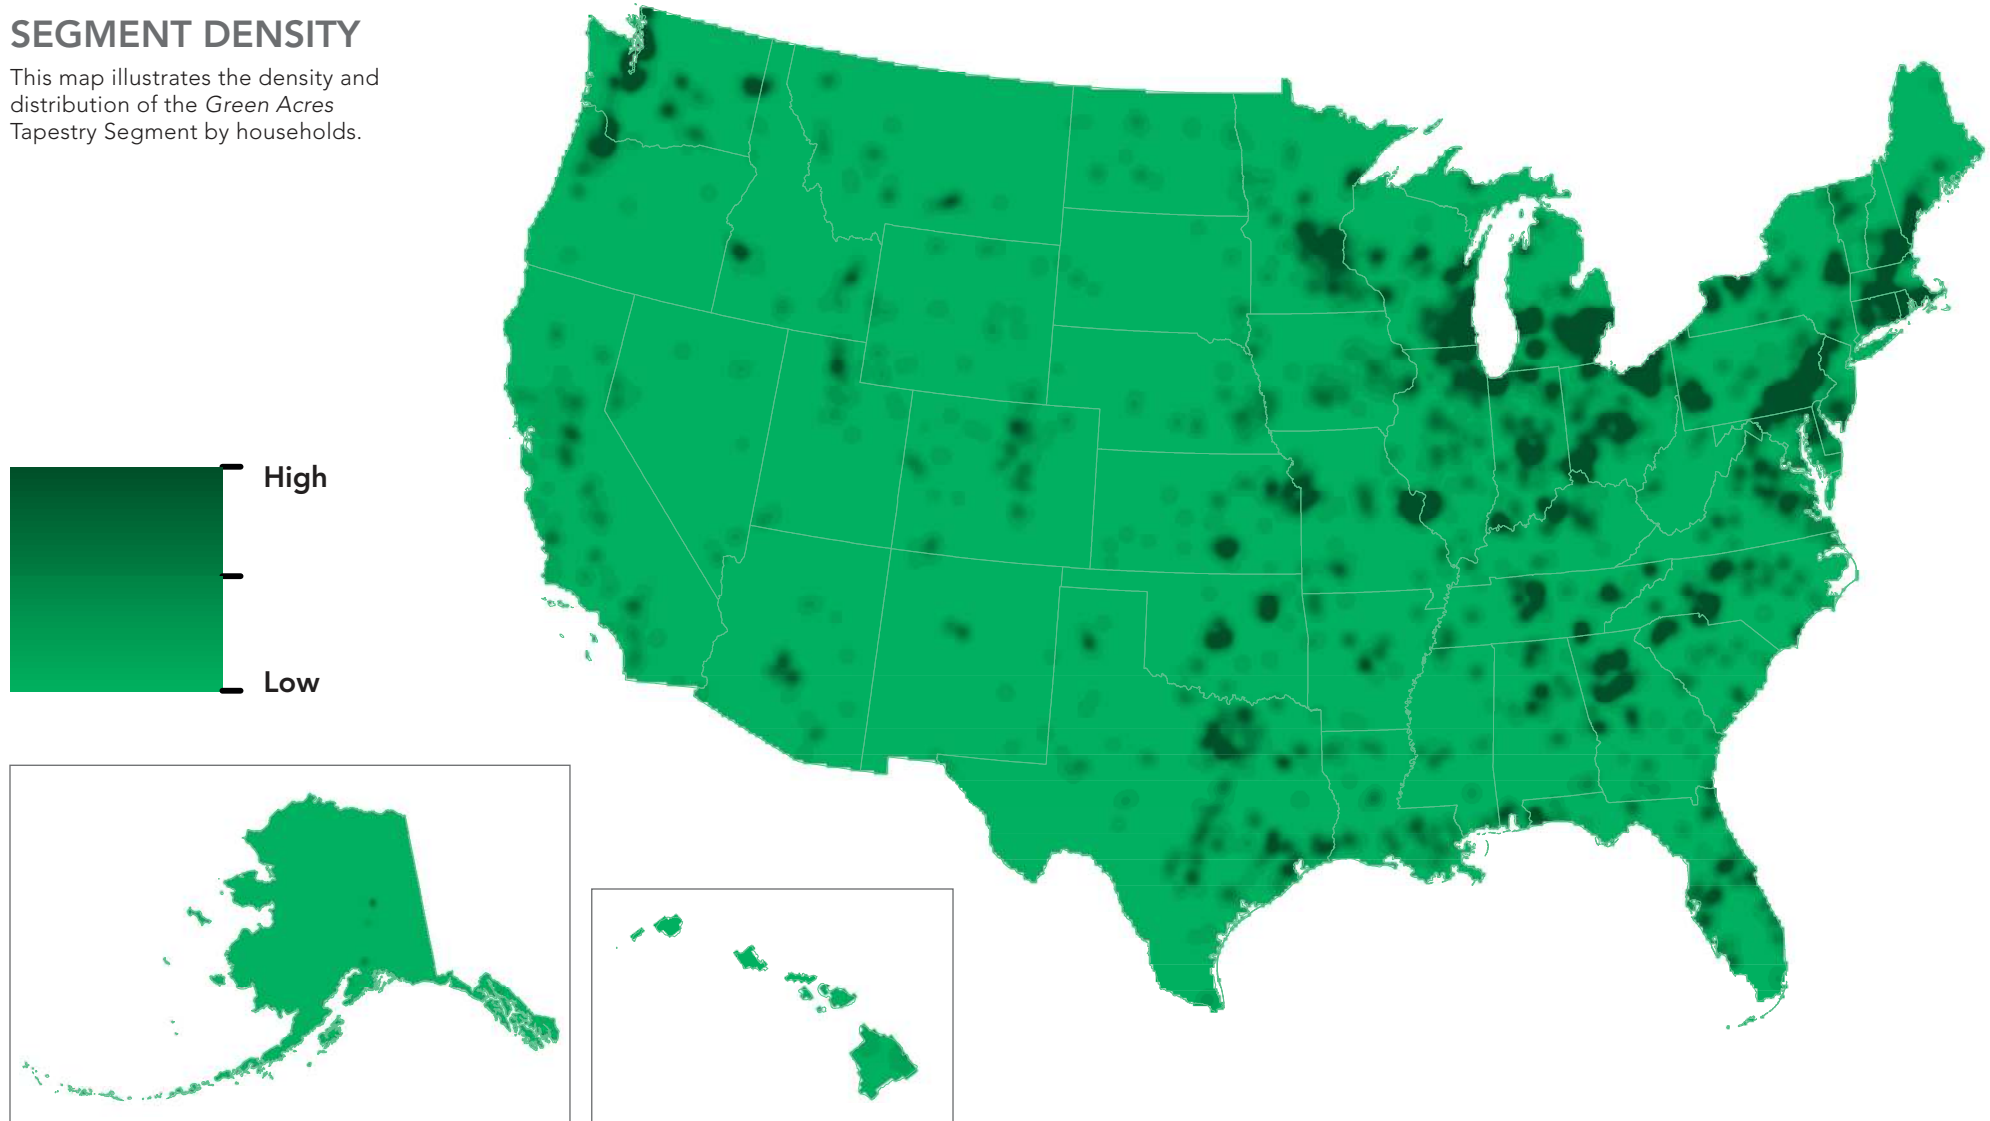 SEGMENT DENSITY
This map illustrates the density and
distribution of the Green Acres
Tapestry Segment by households.
High
Low